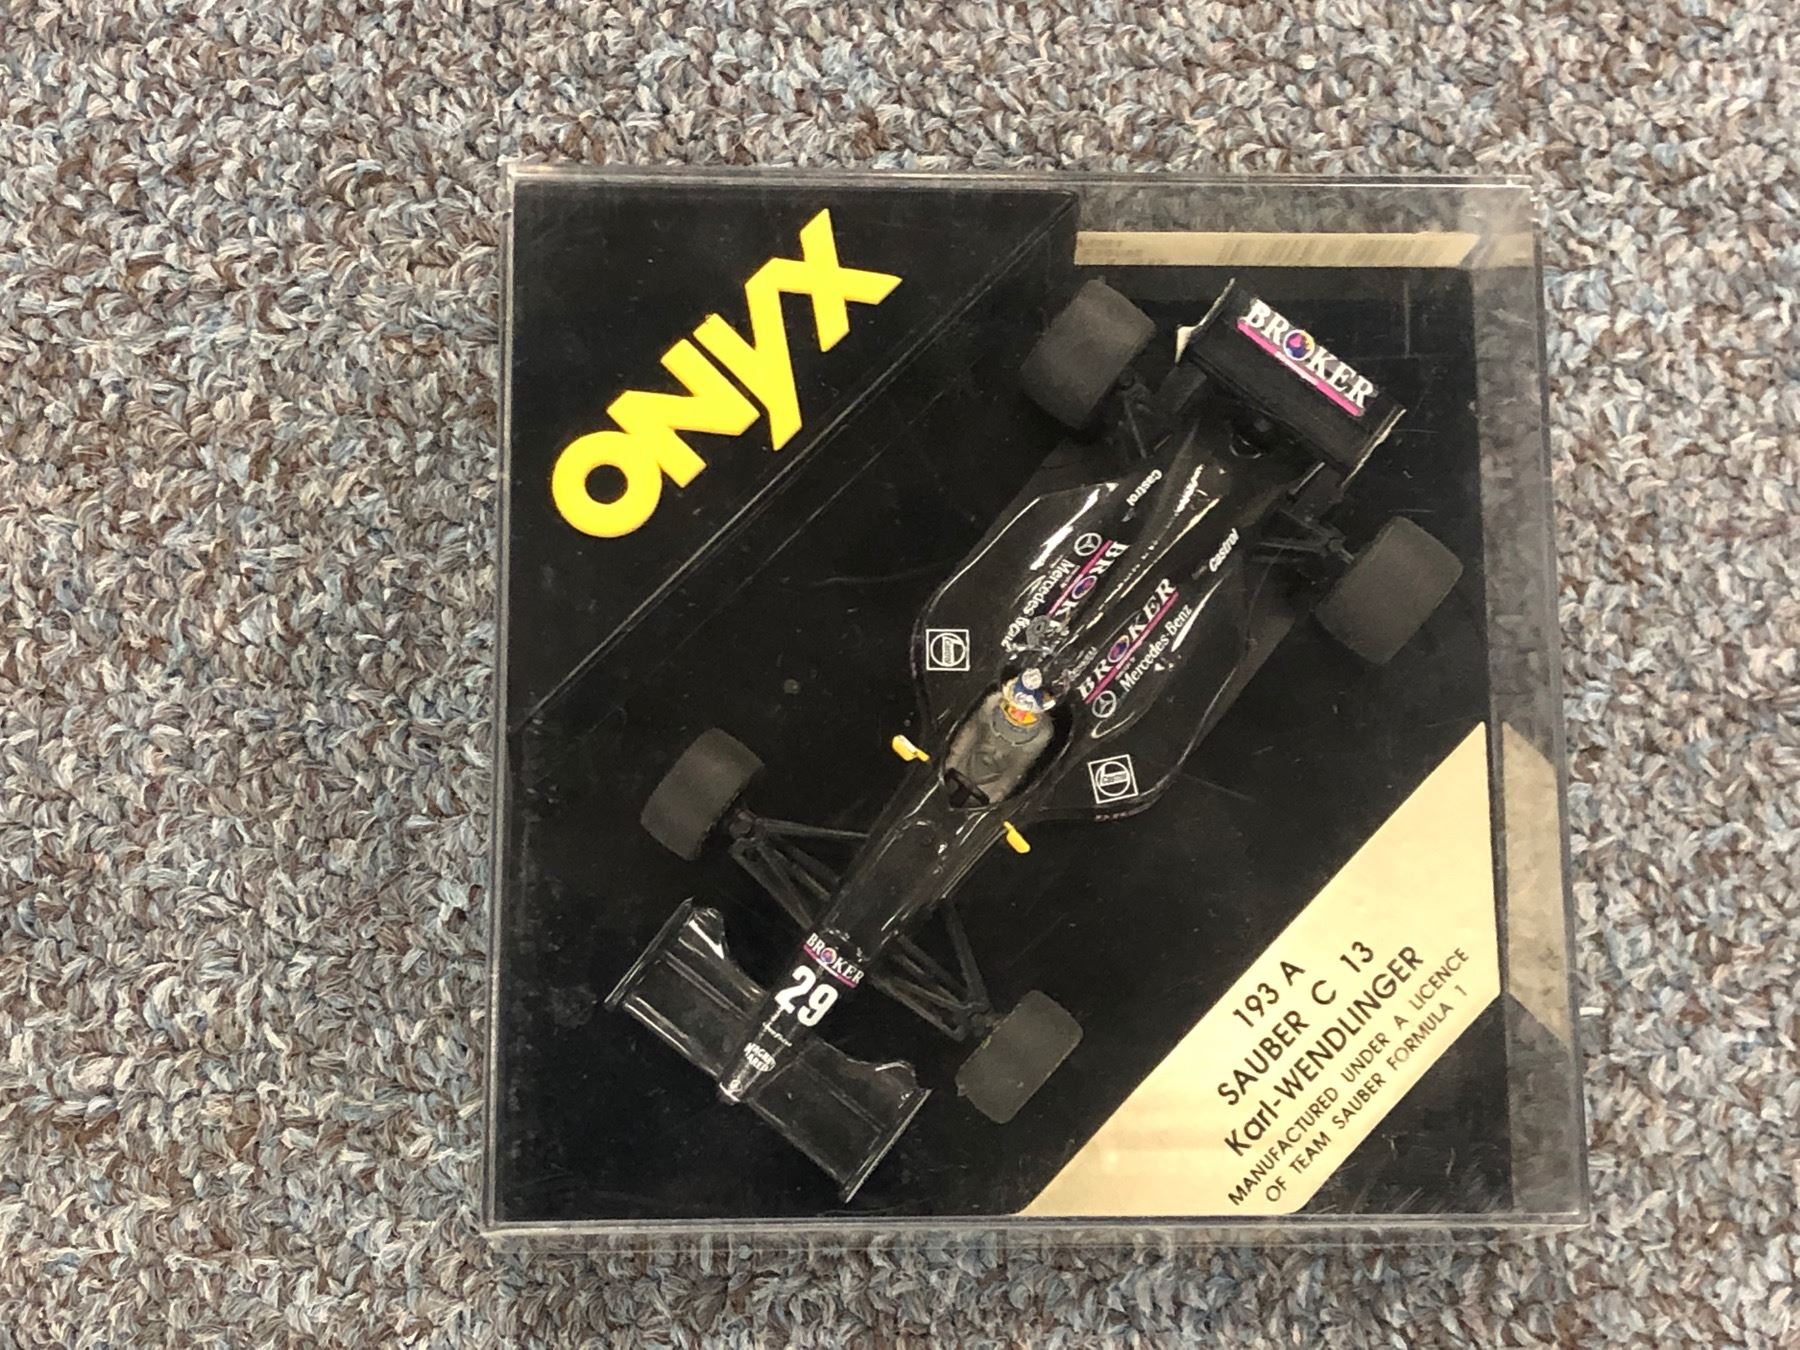 ONYX
BROKER
Castrol
Castrol
BROKER
Mercedes-Benz
BROKER
Mercedes-Benz
BROKER
29
193 A
SAUBER C 13
Karl-WENDLINGER
MANUFACTURED UNDER A LICENCE
OF TEAM SAUBER FORMULA 1